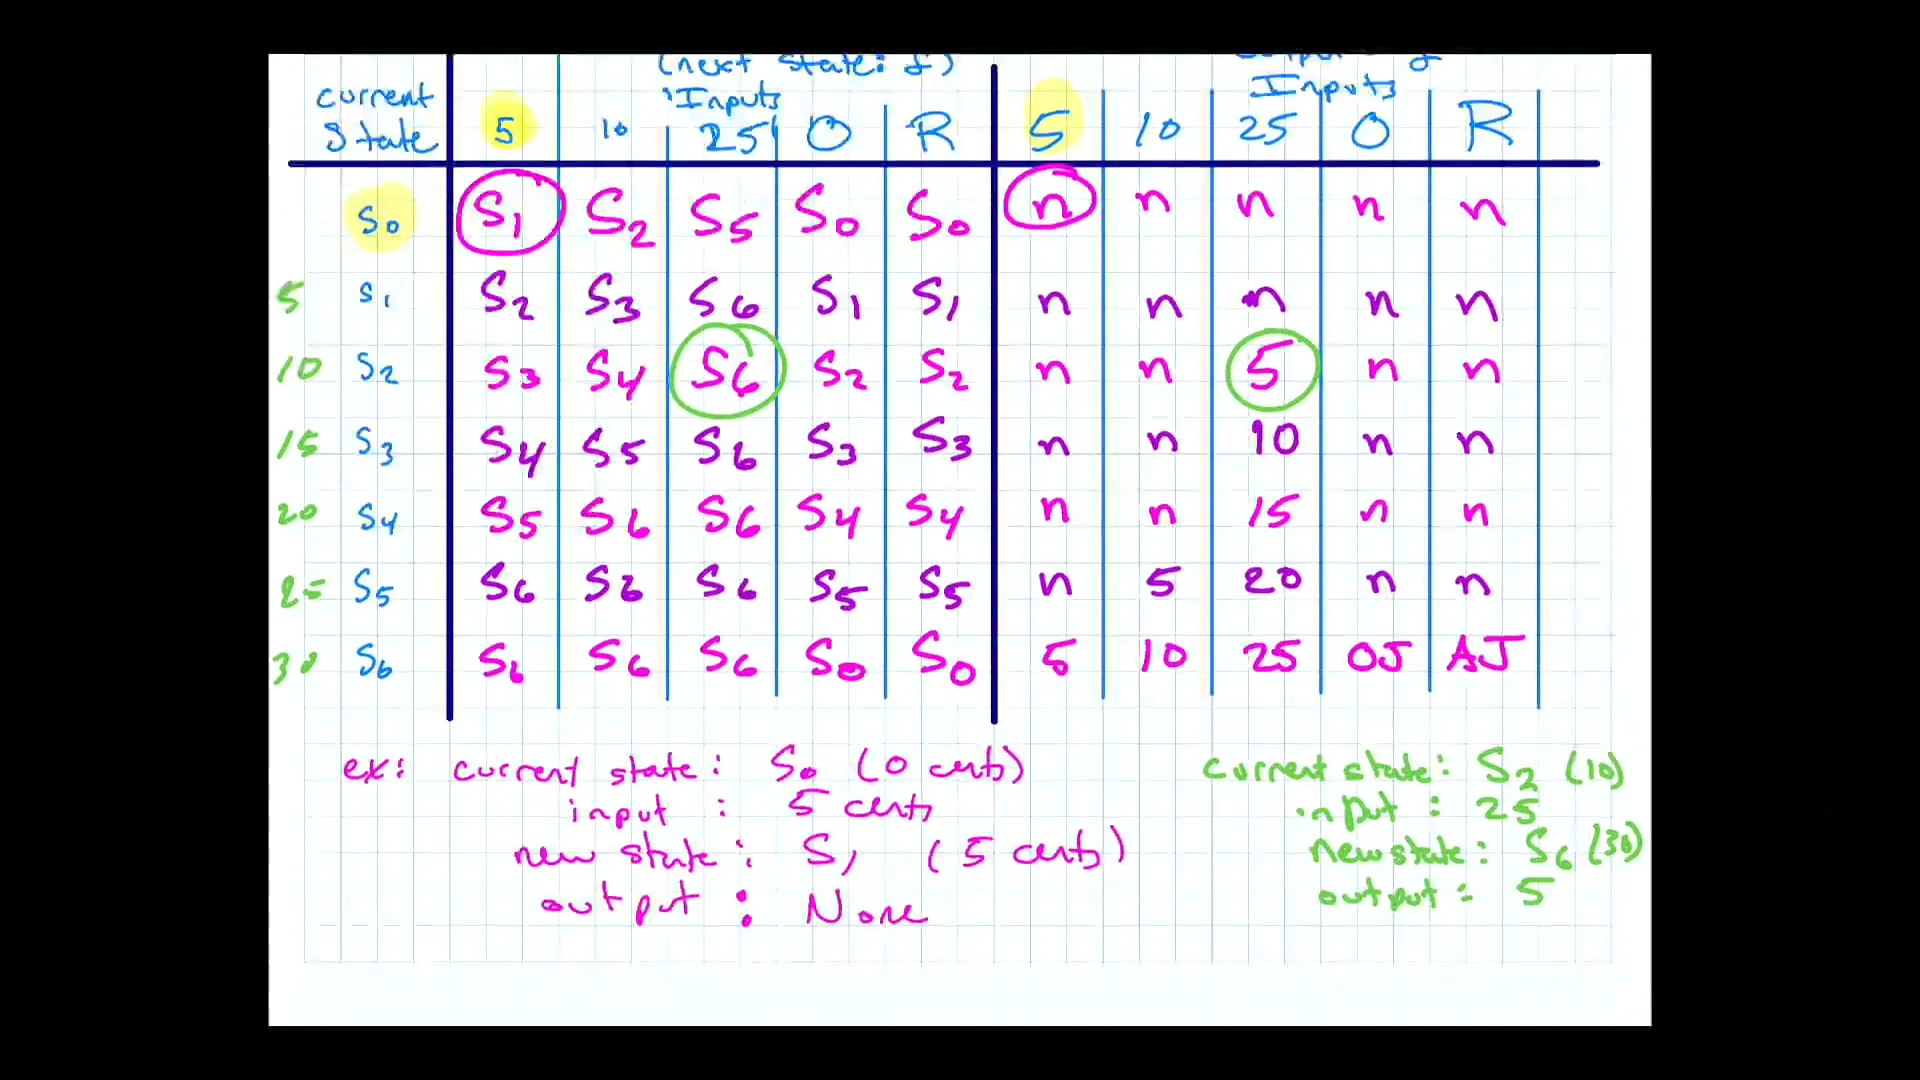 (next state: f)
Inputs Inputs
current
State 5 10 25 O R 5 10 25 O R
S0 S1 S2 S5 S0 S0 n n n n n
5 S1 S2 S3 S6 S1 S1 n n n n n
10 S2 S3 S4 S6 S2 S2 n n 5 n n
15 S3 S4 S5 S6 S3 S3 n n 10 n n
20 S4 S5 S6 S6 S4 S4 n n 15 n n
25 S5 S6 S6 S6 S5 S5 n 5 20 n n
30 S6 S6 S6 S6 S0 S0 5 10 25 OJ AJ
ex: current state: S0 (0 cents)
input : 5 cents
new state: S1 (5 cents)
output : None
current state: S2 (10)
input : 25
new state: S6 (30)
output: 5